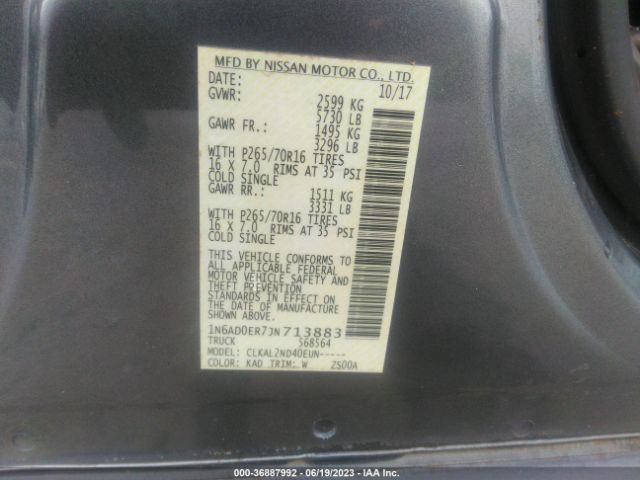 MFD BY NISSAN MOTOR CO., LTD.
DATE: 10/17
GVWR: 2599 KG
5730 LB
GAWR FR.: 1495 KG
3296 LB
WITH P265/70R16 TIRES
16 X 7.0 RIMS AT 35 PSI
COLD SINGLE
GAWR RR.: 1511 KG
3331 LB
WITH P265/70R16 TIRES
16 X 7.0 RIMS AT 35 PSI
COLD SINGLE
THIS VEHICLE CONFORMS TO
ALL APPLICABLE FEDERAL
MOTOR VEHICLE SAFETY AND
THEFT PREVENTION
STANDARDS IN EFFECT ON
THE DATE OF MANUFACTURE
SHOWN ABOVE.
1N6AD0ER7JN713883
TRUCK S68564
MODEL: CLKAL2ND40EUN-----
COLOR: KAD TRIM: W ZS00A
000-36887992 - 06/19/2023 - IAA Inc.